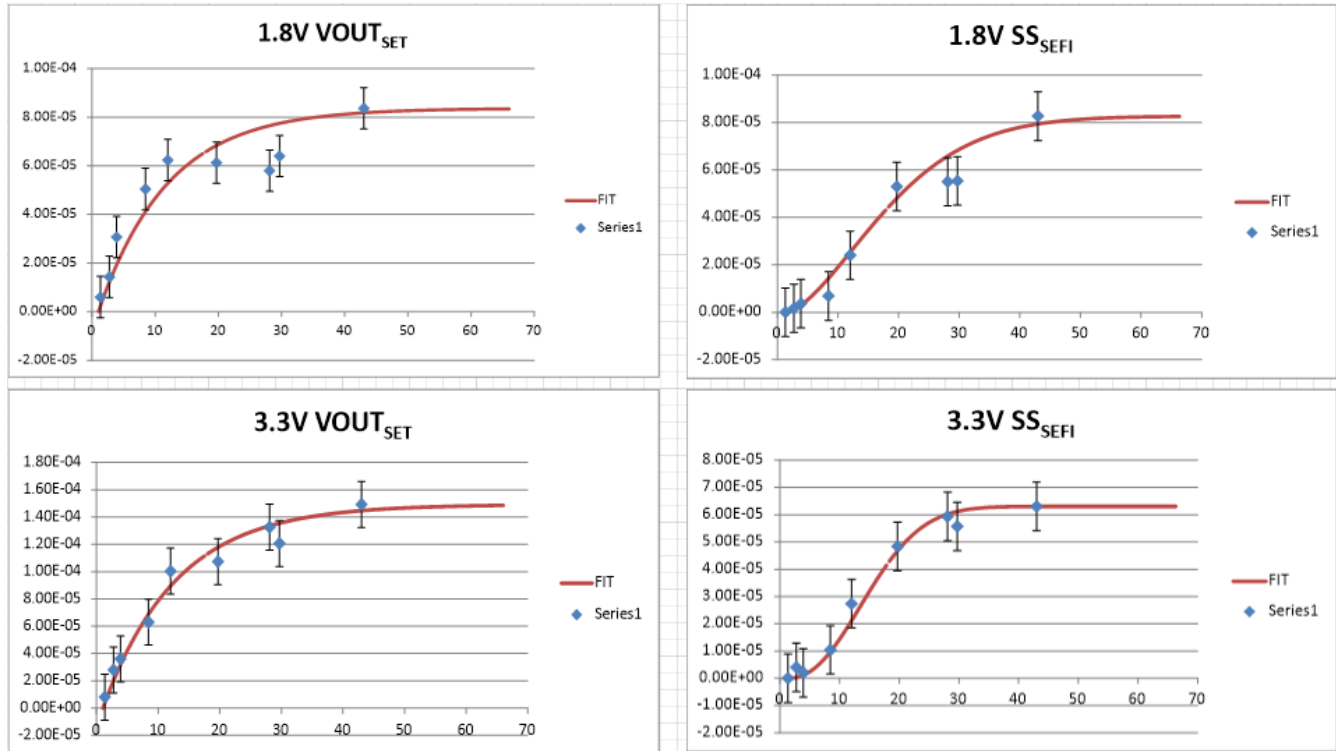 1.8V VOUTSET
1.00E-04
8.00E-05
6.00E-05
4.00E-05
2.00E-05
0.00E+00
-2.00E-05
0 10 20 30 40 50 60 70
FIT
Series1
1.8V SSSEFI
1.00E-04
8.00E-05
6.00E-05
4.00E-05
2.00E-05
0.00E+00
-2.00E-05
0 10 20 30 40 50 60 70
FIT
Series1
3.3V VOUTSET
1.80E-04
1.60E-04
1.40E-04
1.20E-04
1.00E-04
8.00E-05
6.00E-05
4.00E-05
2.00E-05
0.00E+00
-2.00E-05
0 10 20 30 40 50 60 70
FIT
Series1
3.3V SSSEFI
8.00E-05
7.00E-05
6.00E-05
5.00E-05
4.00E-05
3.00E-05
2.00E-05
1.00E-05
0.00E+00
-1.00E-05
-2.00E-05
0 10 20 30 40 50 60 70
FIT
Series1